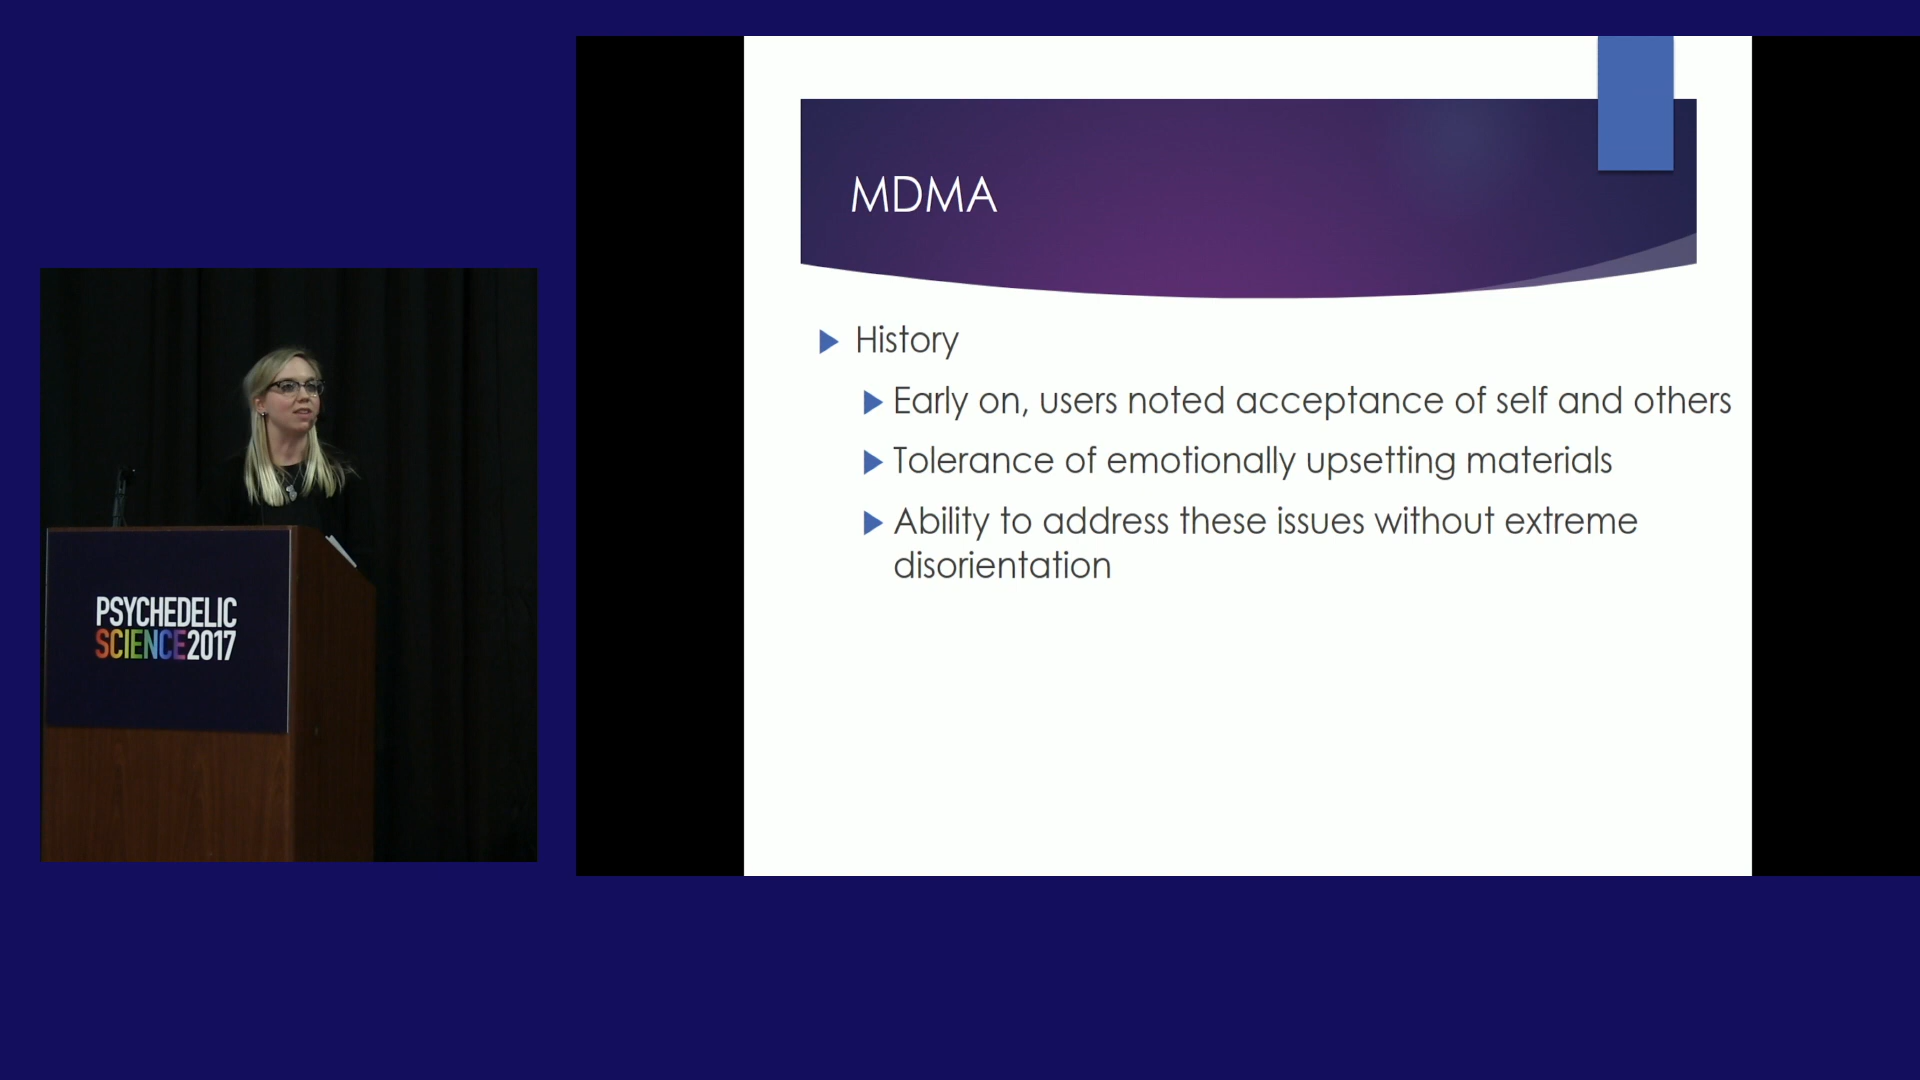 MDMA
History
Early on, users noted acceptance of self and others
Tolerance of emotionally upsetting materials
Ability to address these issues without extreme
disorientation
PSYCHEDELIC
SCIENCE2017